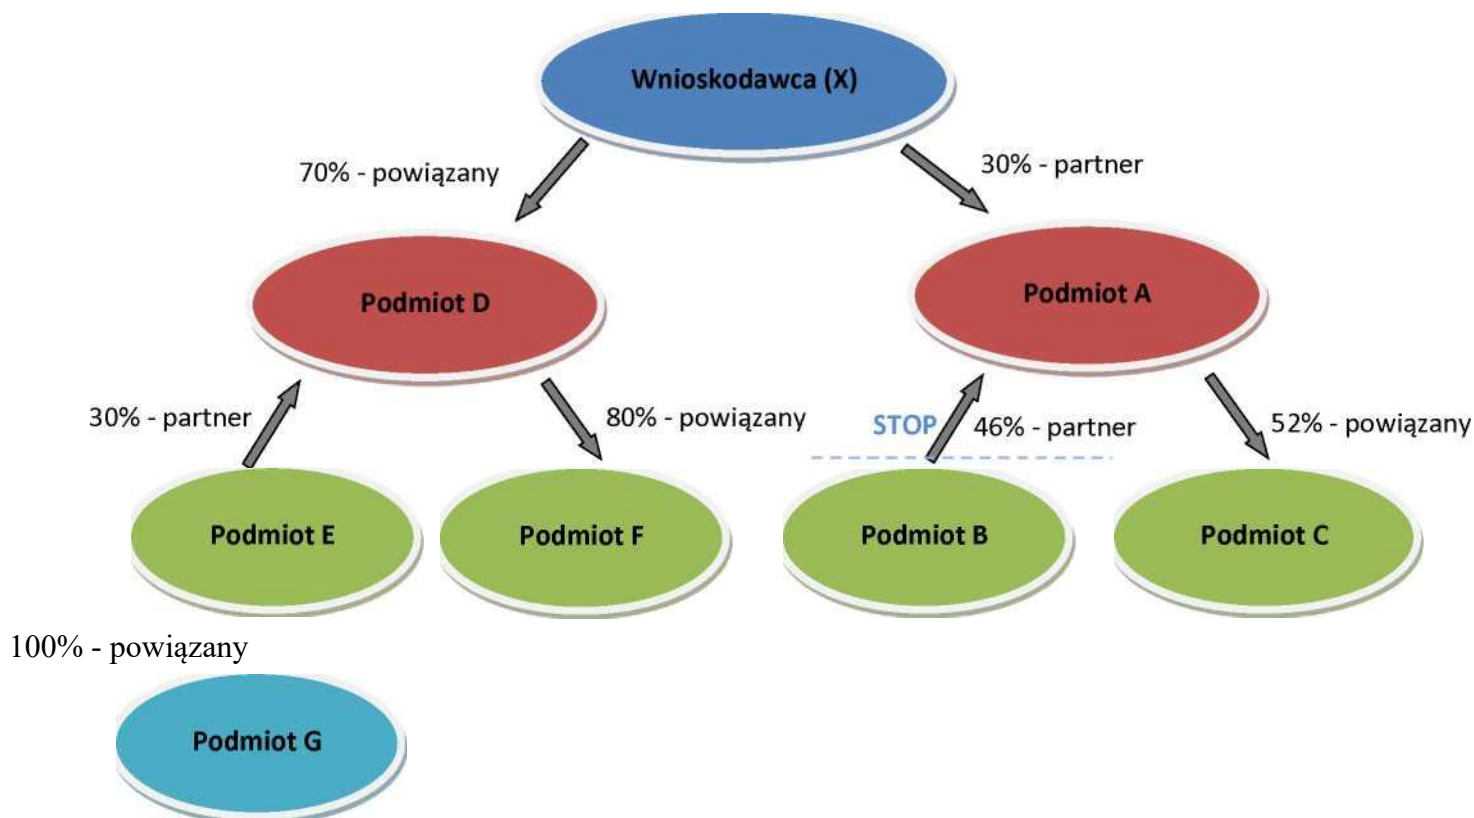 Wnioskodawca (X)
70% - powiązany
30% - partner
Podmiot D
Podmiot A
30% - partner
80% - powiązany
STOP
46% - partner
52% - powiązany
Podmiot E
Podmiot F
Podmiot B
Podmiot C
100% - powiązany
Podmiot G